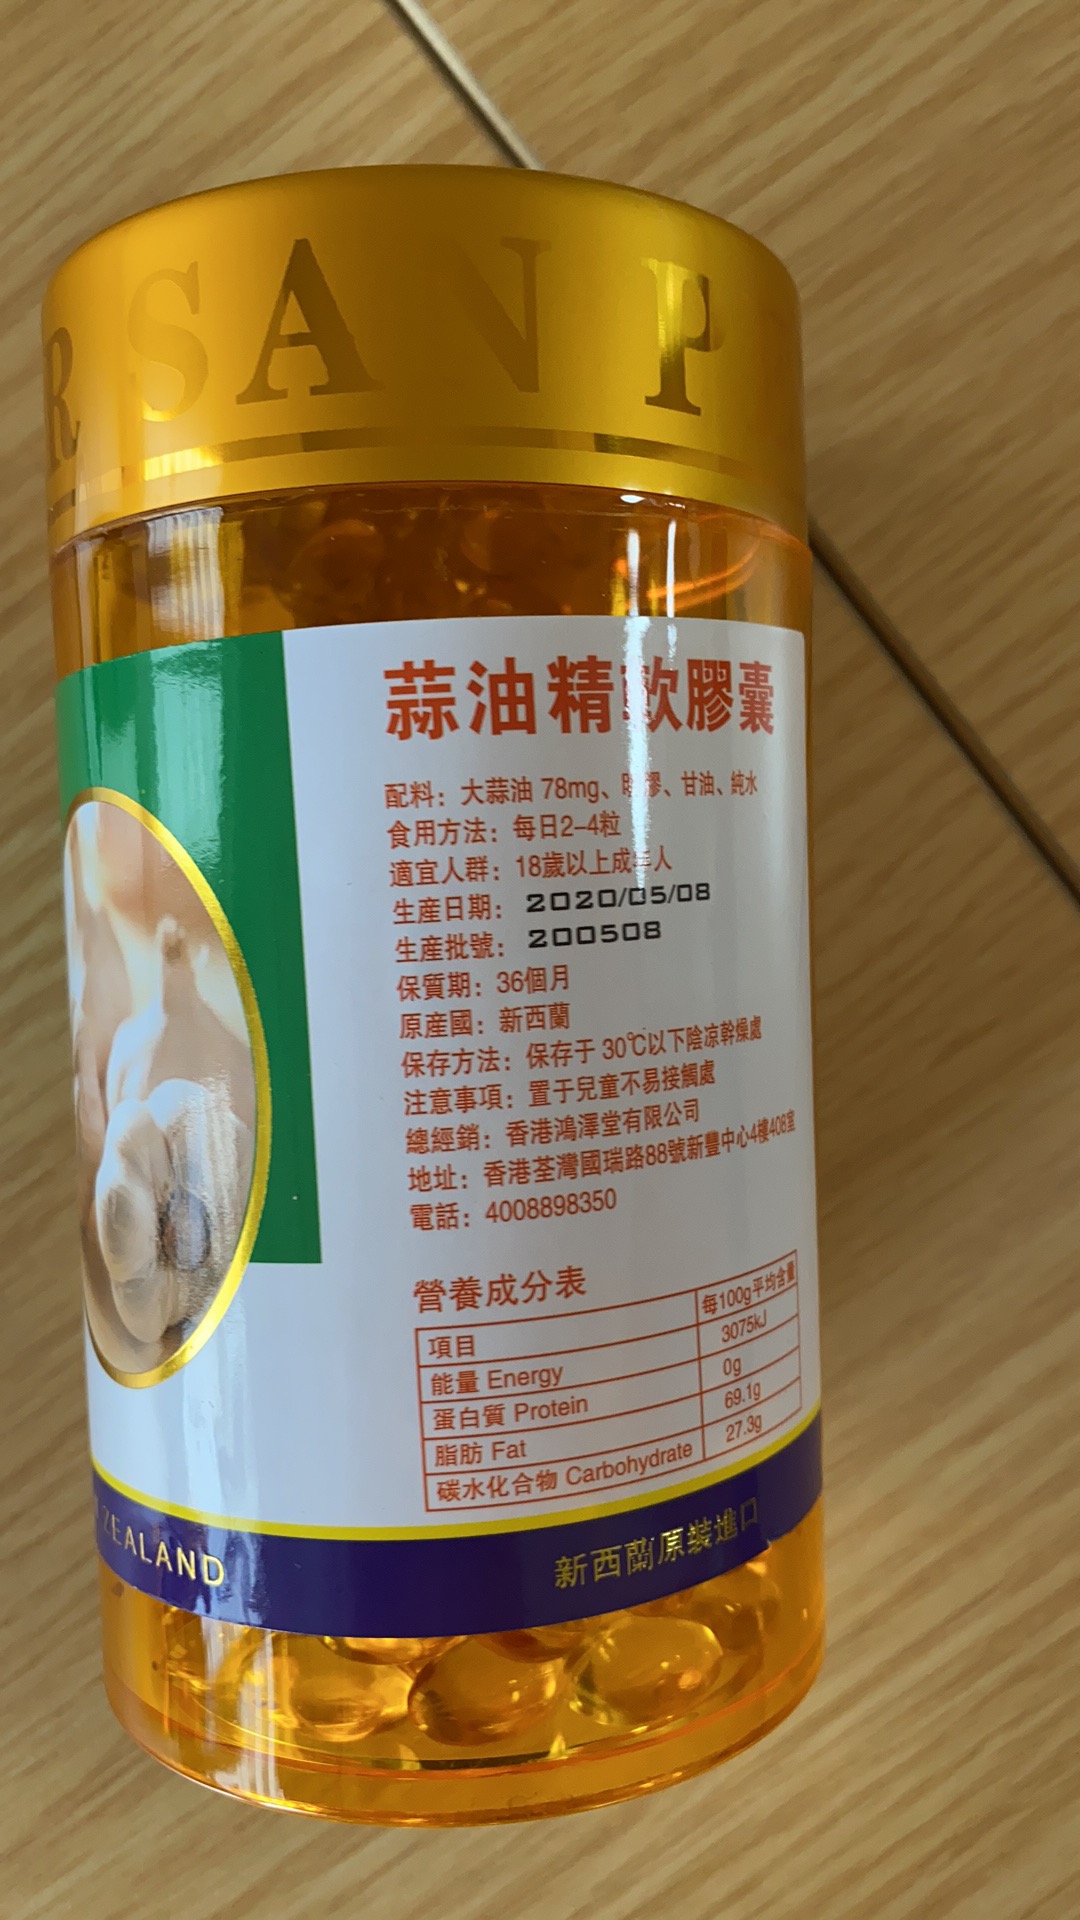 R SAN P
蒜油精軟膠囊
配料：大蒜油 78mg、明膠、甘油、純水
食用方法：每日2-4粒
適宜人群：18歲以上成年人
生産日期：2020/05/08
生産批號：200508
保質期：36個月
原産國：新西蘭
保存方法：保存于 30℃以下陰凉幹燥處
注意事項：置于兒童不易接觸處
總經銷：香港鴻澤堂有限公司
地址：香港荃灣國瑞路88號新豐中心4樓408室
電話：4008898350
營養成分表
項目 每100g平均含量
能量 Energy 3075kJ
蛋白質 Protein 0g
脂肪 Fat 69.1g
碳水化合物 Carbohydrate 27.3g
ZEALAND
新西蘭原裝進口